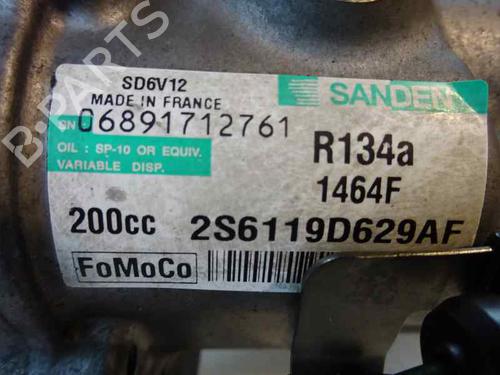 SD6V12
MADE IN FRANCE
SANDEN
SN 06891712761
OIL : SP-10 OR EQUIV.
VARIABLE DISP.
R134a
1464F
200cc
2S6119D629AF
FoMoCo
B-PARTS